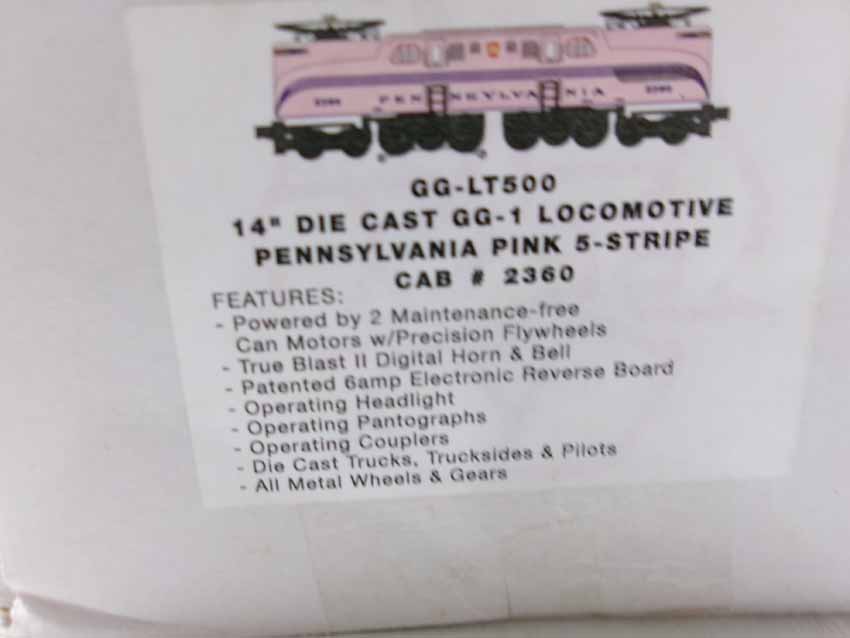 2360 PENNSYLVANIA 2360
GG-LT500
14" DIE CAST GG-1 LOCOMOTIVE
PENNSYLVANIA PINK 5-STRIPE
CAB # 2360
FEATURES:
- Powered by 2 Maintenance-free
Can Motors w/Precision Flywheels
- True Blast II Digital Horn & Bell
- Patented 6amp Electronic Reverse Board
- Operating Headlight
- Operating Pantographs
- Operating Couplers
- Die Cast Trucks, Trucksides & Pilots
- All Metal Wheels & Gears